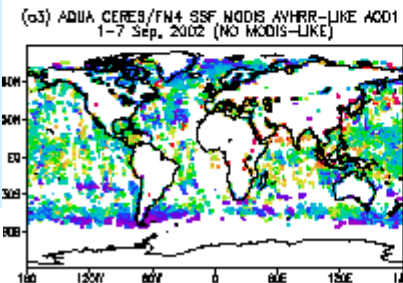 (a3) AQUA CERES/FM4 SSF MODIS AVHRR-LIKE AOD1
1-7 Sep, 2002 (NO MODIS-LIKE)
60N
30N
EQ
30S
60S
180 120W 60W 0 60E 120E